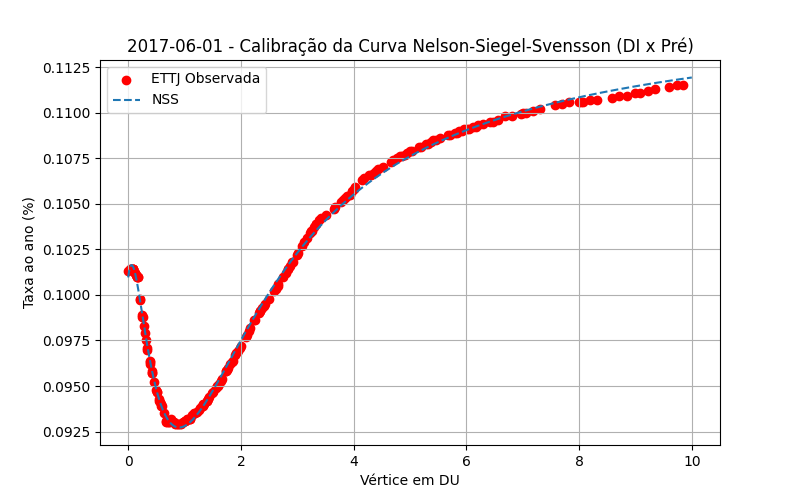 2017-06-01 - Calibração da Curva Nelson-Siegel-Svensson (DI x Pré)
ETTJ Observada
NSS
Taxa ao ano (%)
0.1125
0.1100
0.1075
0.1050
0.1025
0.1000
0.0975
0.0950
0.0925
0 2 4 6 8 10
Vértice em DU